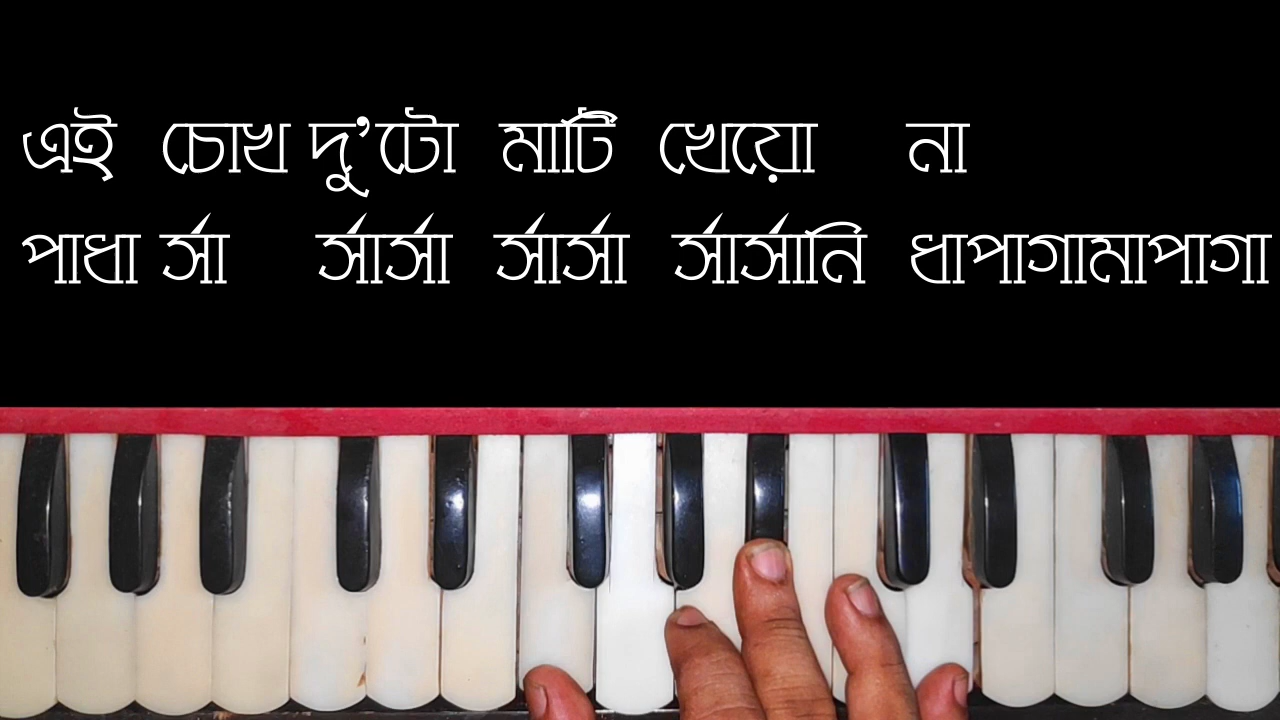 এই চোখ দু’টো মাটি খেয়ো না
পাধা র্সা র্সার্সা র্সার্সা র্সার্সানি ধাপাগামাপাগা